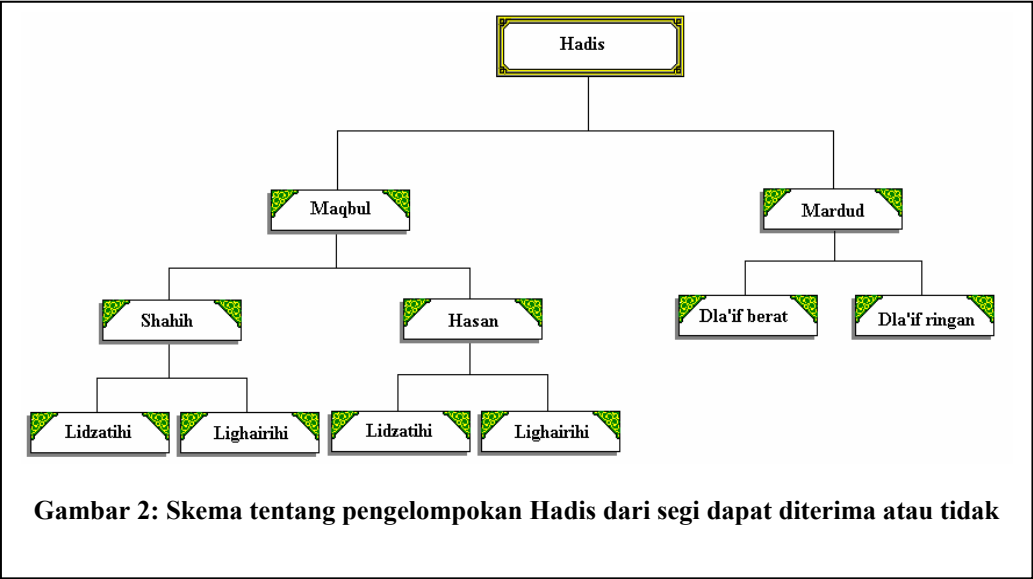 Hadis
Maqbul
Mardud
Shahih
Hasan
Dla'if berat
Dla'if ringan
Lidzatihi
Lighairihi
Lidzatihi
Lighairihi
Gambar 2: Skema tentang pengelompokan Hadis dari segi dapat diterima atau tidak